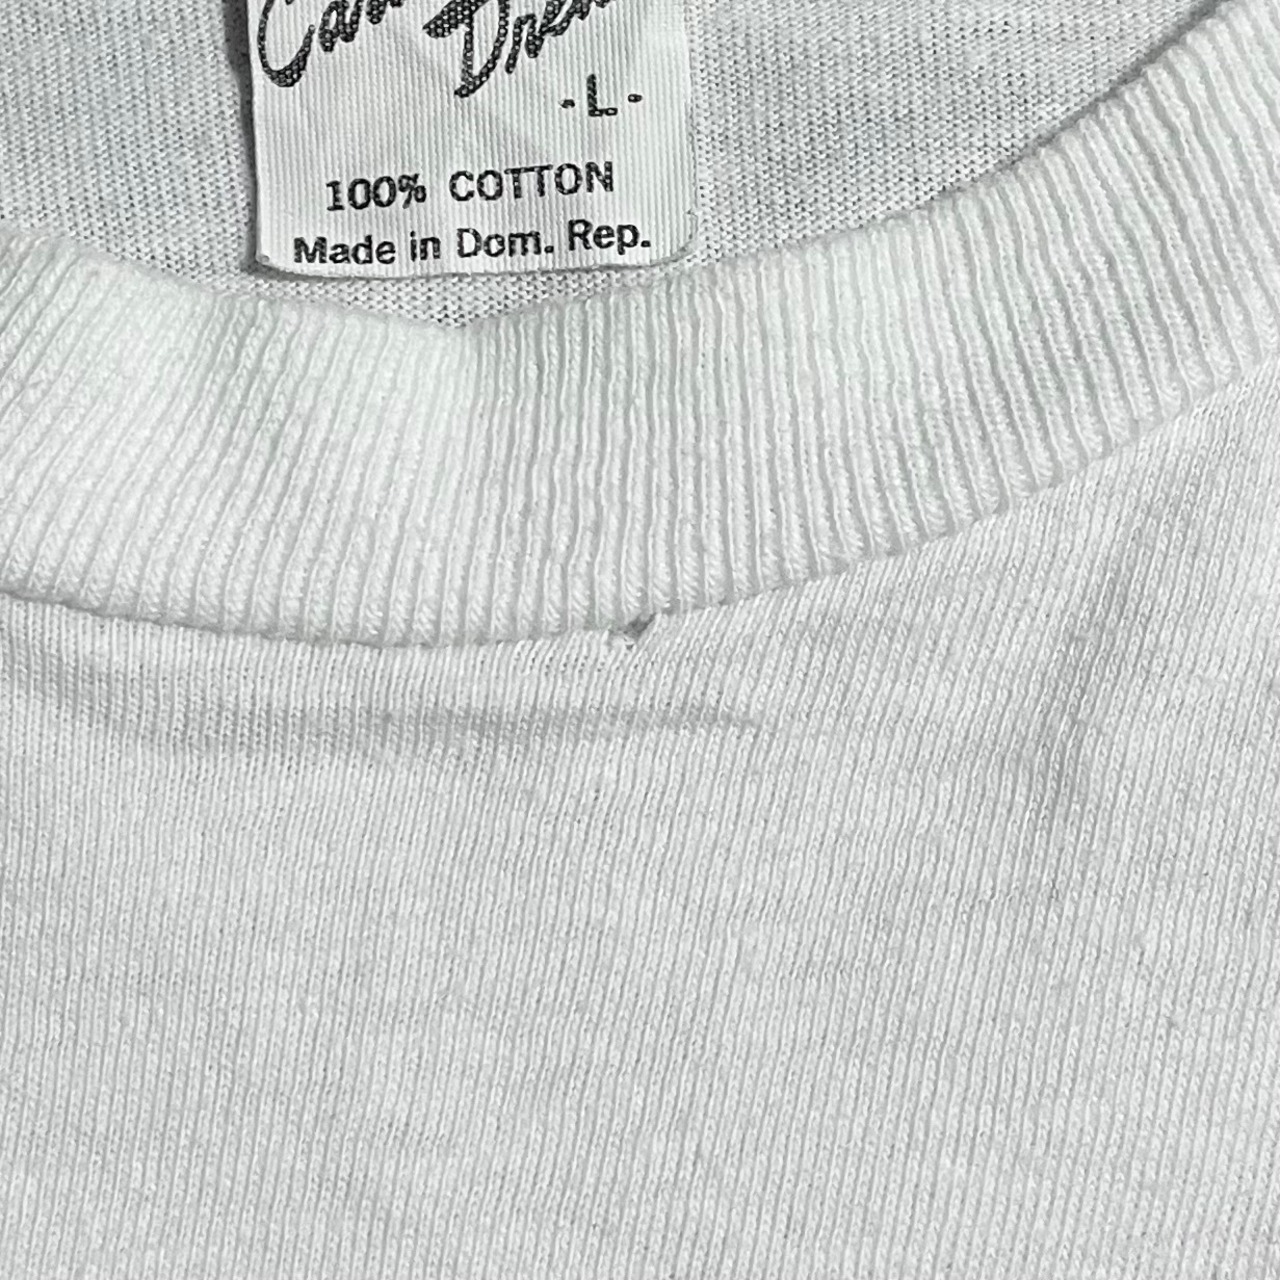 -L-
100% COTTON
Made in Dom. Rep.